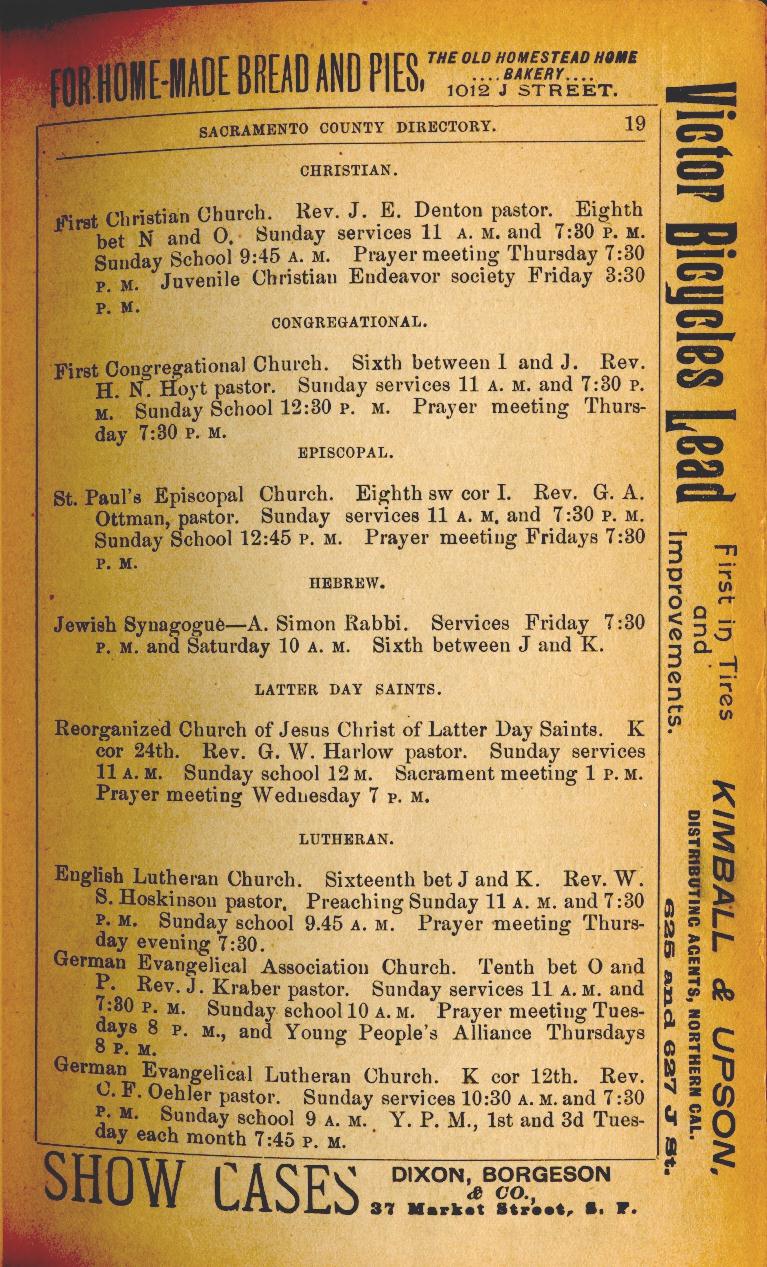 FOR HOME-MADE BREAD AND PIES,
THE OLD HOMESTEAD HOME
....BAKERY....
1012 J STREET.
SACRAMENTO COUNTY DIRECTORY. 19
CHRISTIAN.
First Christian Church. Rev. J. E. Denton pastor. Eighth
bet N and O. Sunday services 11 A. M. and 7:30 P. M.
Sunday School 9:45 A. M. Prayer meeting Thursday 7:30
P. M. Juvenile Christian Endeavor society Friday 3:30
P. M.
CONGREGATIONAL.
First Congregational Church. Sixth between I and J. Rev.
H. N. Hoyt pastor. Sunday services 11 A. M. and 7:30 P.
M. Sunday School 12:30 P. M. Prayer meeting Thurs-
day 7:30 P. M.
EPISCOPAL.
St. Paul's Episcopal Church. Eighth sw cor I. Rev. G. A.
Ottman, pastor. Sunday services 11 A. M. and 7:30 P. M.
Sunday School 12:45 P. M. Prayer meeting Fridays 7:30
P. M.
HEBREW.
Jewish Synagogue—A. Simon Rabbi. Services Friday 7:30
P. M. and Saturday 10 A. M. Sixth between J and K.
LATTER DAY SAINTS.
Reorganized Church of Jesus Christ of Latter Day Saints. K
cor 24th. Rev. G. W. Harlow pastor. Sunday services
11 A. M. Sunday school 12 M. Sacrament meeting 1 P. M.
Prayer meeting Wednesday 7 P. M.
LUTHERAN.
English Lutheran Church. Sixteenth bet J and K. Rev. W.
S. Hoskinson pastor. Preaching Sunday 11 A. M. and 7:30
P. M. Sunday school 9.45 A. M. Prayer meeting Thurs-
day evening 7:30.
German Evangelical Association Church. Tenth bet O and
P. Rev. J. Kraber pastor. Sunday services 11 A. M. and
7:30 P. M. Sunday school 10 A. M. Prayer meeting Tues-
days 8 P. M., and Young People's Alliance Thursdays
8 P. M.
German Evangelical Lutheran Church. K cor 12th. Rev.
C. F. Oehler pastor. Sunday services 10:30 A. M. and 7:30
P. M. Sunday school 9 A. M. Y. P. M., 1st and 3d Tues-
day each month 7:45 P. M.
SHOW CASES
DIXON, BORGESON
& CO.,
37 Market Street, S. F.
Victor Bicycles Lead
First in Tires
and
Improvements.
KIMBALL & UPSON,
DISTRIBUTING AGENTS, NORTHERN CAL.
625 and 627 J St.